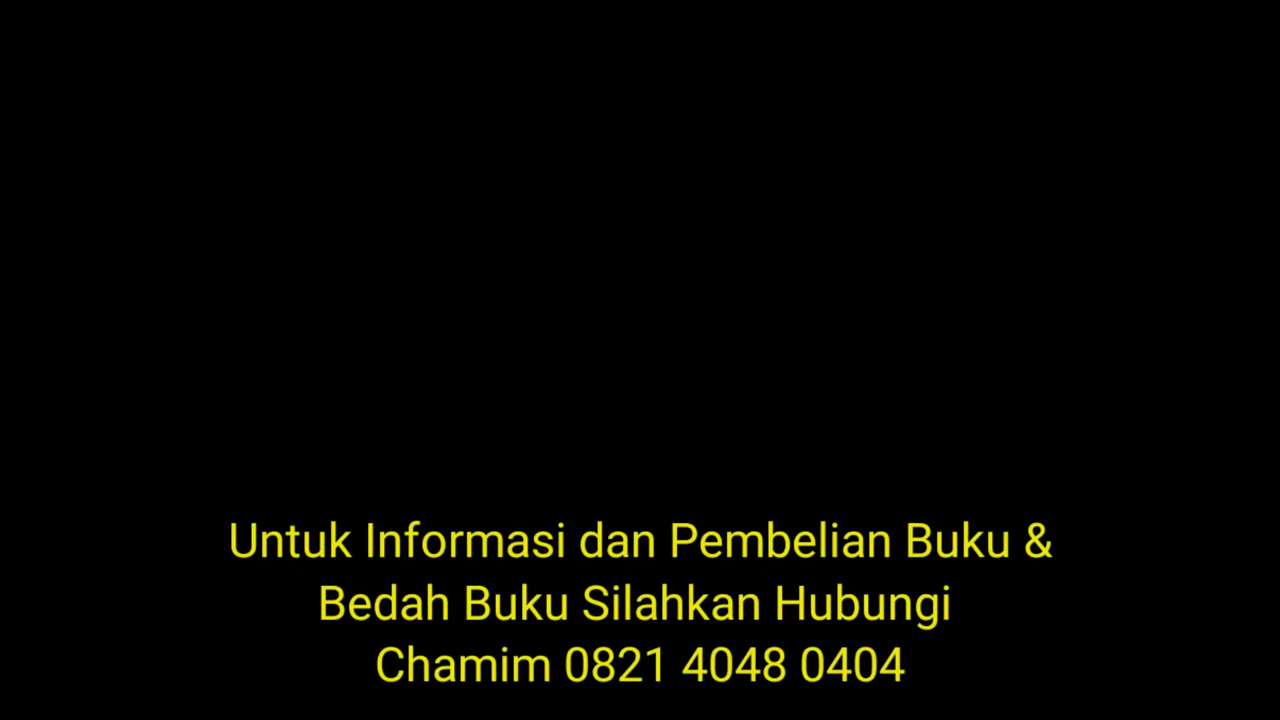 Untuk Informasi dan Pembelian Buku &
Bedah Buku Silahkan Hubungi
Chamim 0821 4048 0404